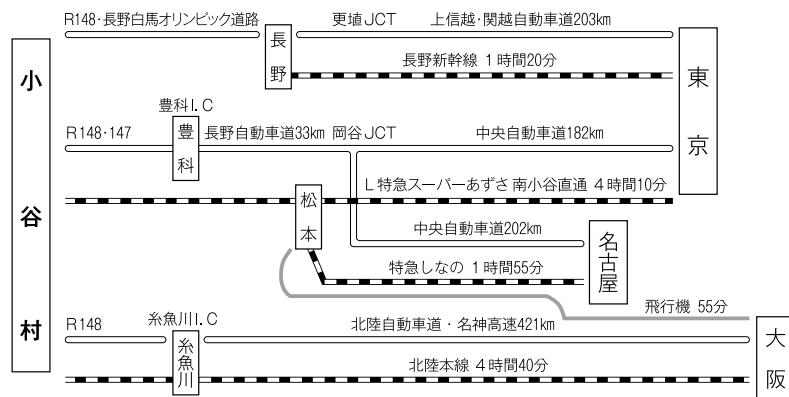 R148・長野白馬オリンピック道路
更埴JCT
上信越・関越自動車道203km
長野
長野新幹線 1時間20分
東京
小谷村
豊科I.C
R148・147
豊科
長野自動車道33km
岡谷JCT
中央自動車道182km
L特急スーパーあずさ 南小谷直通 4時間10分
松本
中央自動車道202km
名古屋
特急しなの 1時間55分
飛行機 55分
R148
糸魚川I.C
糸魚川
北陸自動車道・名神高速421km
大阪
北陸本線 4時間40分